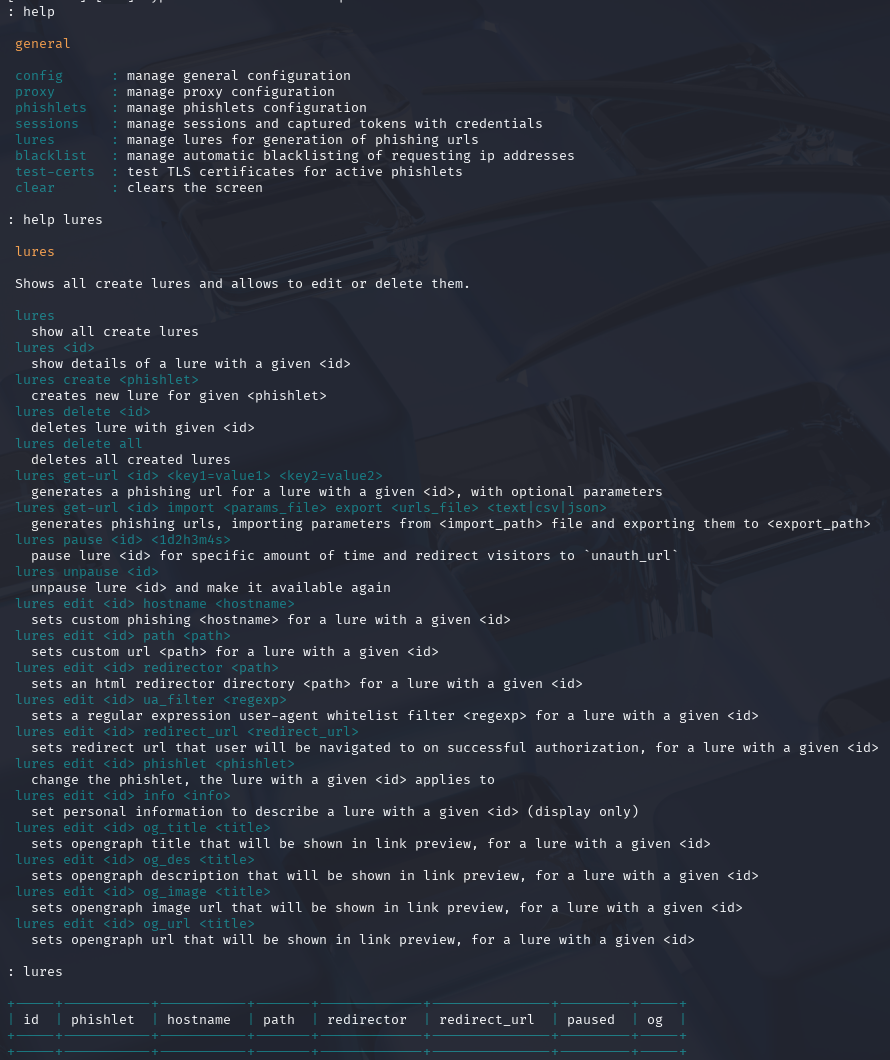 : help
general
config : manage general configuration
proxy : manage proxy configuration
phishlets : manage phishlets configuration
sessions : manage sessions and captured tokens with credentials
lures : manage lures for generation of phishing urls
blacklist : manage automatic blacklisting of requesting ip addresses
test-certs : test TLS certificates for active phishlets
clear : clears the screen
: help lures
lures
Shows all create lures and allows to edit or delete them.
lures
show all create lures
lures <id>
show details of a lure with a given <id>
lures create <phishlet>
creates new lure for given <phishlet>
lures delete <id>
deletes lure with given <id>
lures delete all
deletes all created lures
lures get-url <id> <key1=value1> <key2=value2>
generates a phishing url for a lure with a given <id>, with optional parameters
lures get-url <id> import <params_file> export <urls_file> <text|csv|json>
generates phishing urls, importing parameters from <import_path> file and exporting them to <export_path>
lures pause <id> <1d2h3m4s>
pause lure <id> for specific amount of time and redirect visitors to `unauth_url`
lures unpause <id>
unpause lure <id> and make it available again
lures edit <id> hostname <hostname>
sets custom phishing <hostname> for a lure with a given <id>
lures edit <id> path <path>
sets custom url <path> for a lure with a given <id>
lures edit <id> redirector <path>
sets an html redirector directory <path> for a lure with a given <id>
lures edit <id> ua_filter <regexp>
sets a regular expression user-agent whitelist filter <regexp> for a lure with a given <id>
lures edit <id> redirect_url <redirect_url>
sets redirect url that user will be navigated to on successful authorization, for a lure with a given <id>
lures edit <id> phishlet <phishlet>
change the phishlet, the lure with a given <id> applies to
lures edit <id> info <info>
set personal information to describe a lure with a given <id> (display only)
lures edit <id> og_title <title>
sets opengraph title that will be shown in link preview, for a lure with a given <id>
lures edit <id> og_des <title>
sets opengraph description that will be shown in link preview, for a lure with a given <id>
lures edit <id> og_image <title>
sets opengraph image url that will be shown in link preview, for a lure with a given <id>
lures edit <id> og_url <title>
sets opengraph url that will be shown in link preview, for a lure with a given <id>
: lures
| id | phishlet | hostname | path | redirector | redirect_url | paused | og |